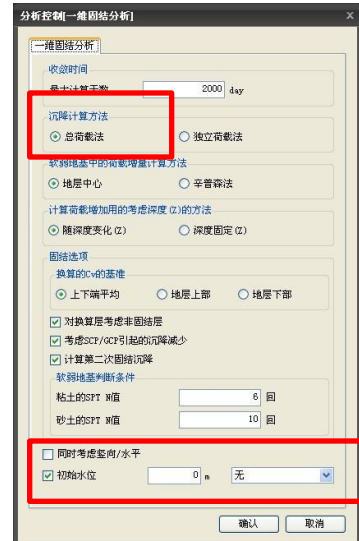 分析控制[一维固结分析]
一维固结分析
收敛时间
最大计算天数 2000 day
沉降计算方法
总荷载法 独立荷载法
软弱地基中的荷载增量计算方法
地层中心 辛普森法
计算荷载增加用的考虑深度(Z)的方法
随深度变化(Z) 深度固定(Z)
固结选项
换算的Cv的基准
上下端平均 地层上部 地层下部
对换算层考虑非固结层
考虑SCP/GCP引起的沉降减少
计算第二次固结沉降
软弱地基判断条件
粘土的SPT N值 6 回
砂土的SPT N值 10 回
同时考虑竖向/水平
初始水位 0 m 无
确认 取消